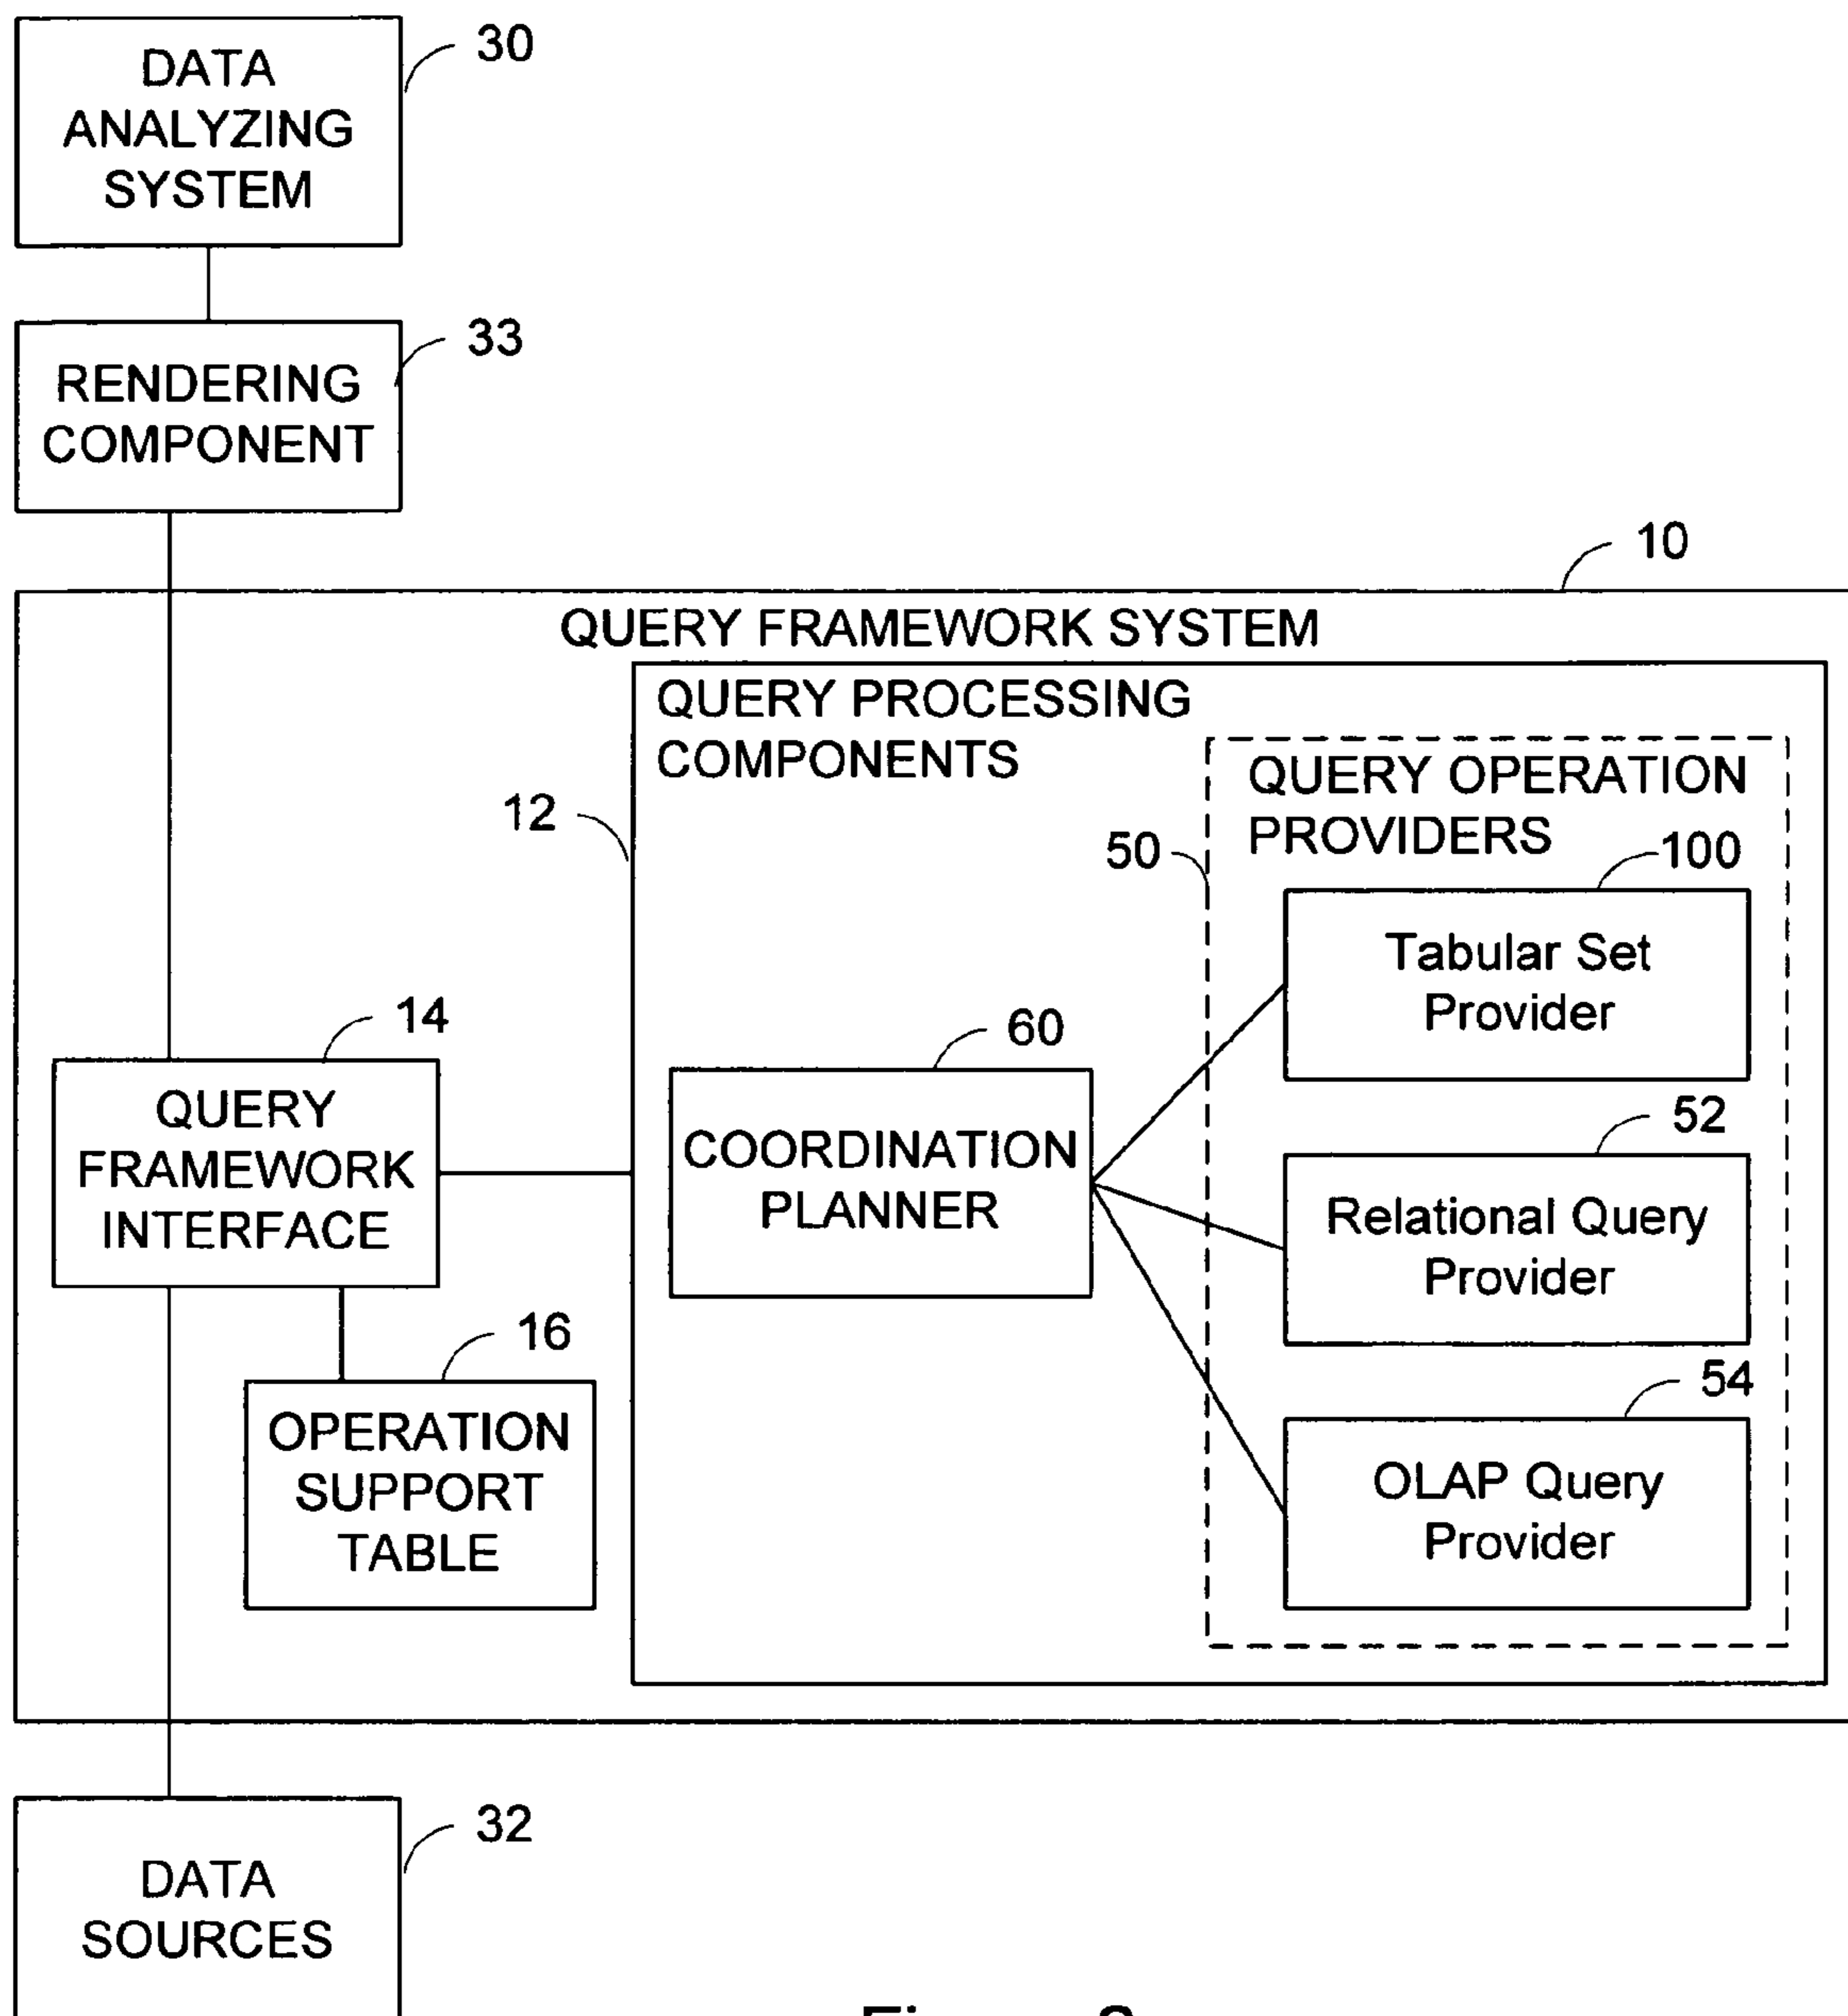 DATA
ANALYZING
SYSTEM
30
RENDERING
COMPONENT
33
10
QUERY FRAMEWORK SYSTEM
QUERY PROCESSING
COMPONENTS
12
QUERY OPERATION
PROVIDERS
50
100
Tabular Set
Provider
14
QUERY
FRAMEWORK
INTERFACE
60
COORDINATION
PLANNER
52
Relational Query
Provider
16
OPERATION
SUPPORT
TABLE
54
OLAP Query
Provider
32
DATA
SOURCES